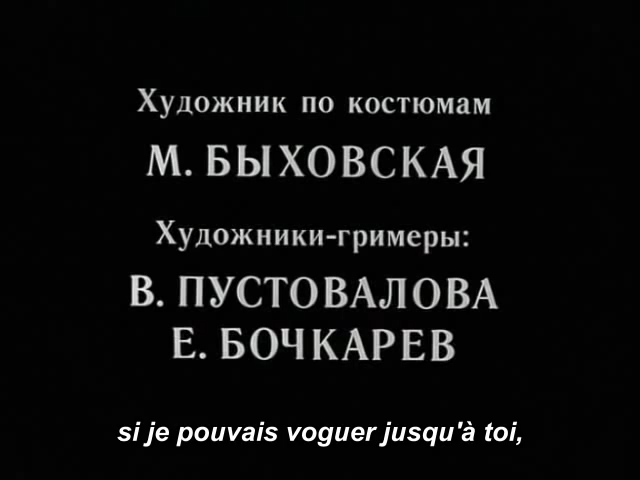 Художник по костюмам
М. БЫХОВСКАЯ
Художники-гримеры:
В. ПУСТОВАЛОВА
Е. БОЧКАРЕВ
si je pouvais voguer jusqu'à toi,